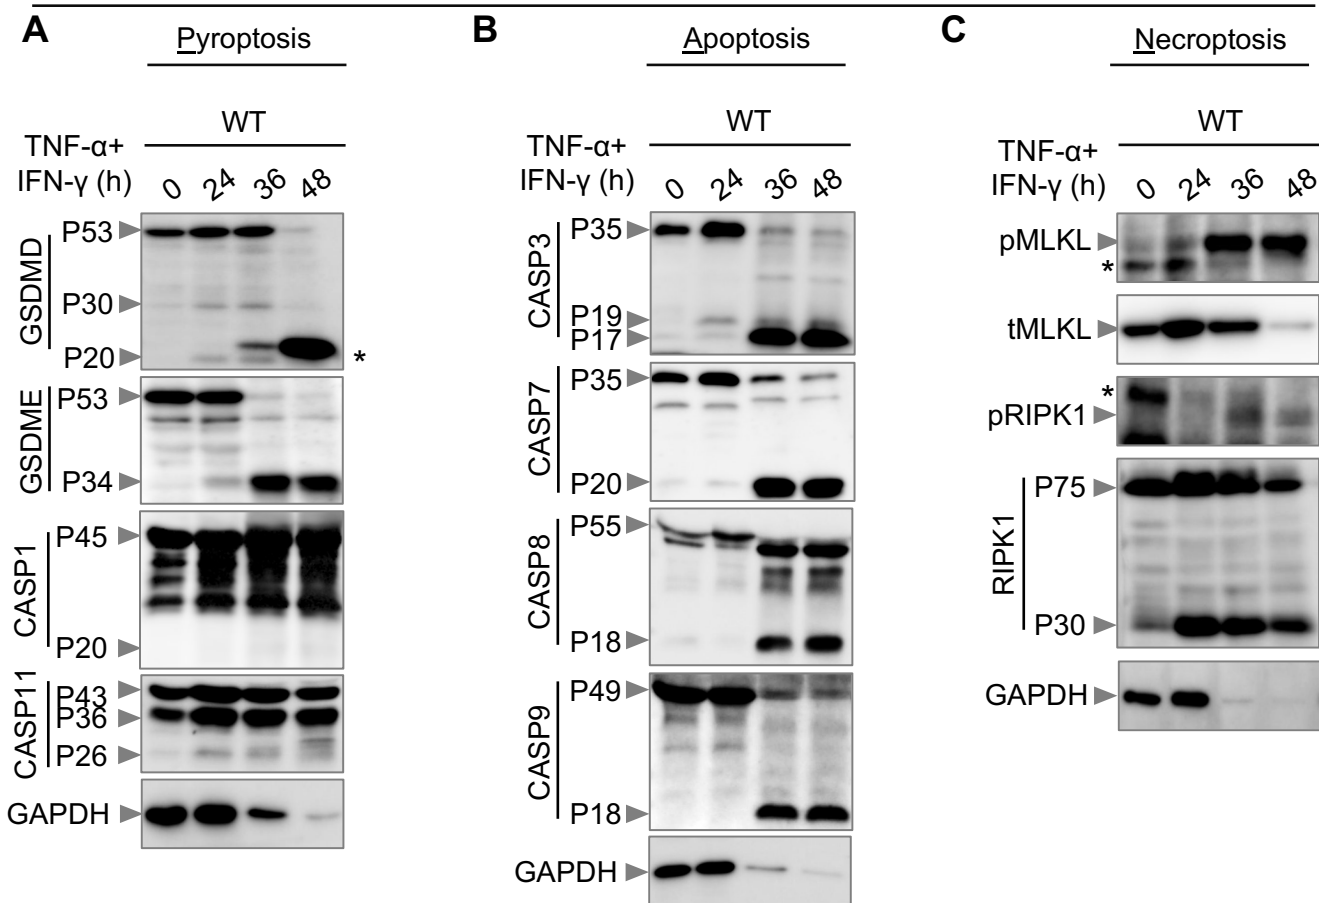 A
Pyroptosis
WT
TNF-α+
IFN-γ (h)
0 24 36 48
GSDMD
P53
P30
P20
*
GSDME
P53
P34
CASP1
P45
P20
CASP11
P43
P36
P26
GAPDH
B
Apoptosis
WT
TNF-α+
IFN-γ (h)
0 24 36 48
CASP3
P35
P19
P17
CASP7
P35
P20
CASP8
P55
P18
CASP9
P49
P18
GAPDH
C
Necroptosis
WT
TNF-α+
IFN-γ (h)
0 24 36 48
pMLKL
*
tMLKL
*
pRIPK1
RIPK1
P75
P30
GAPDH